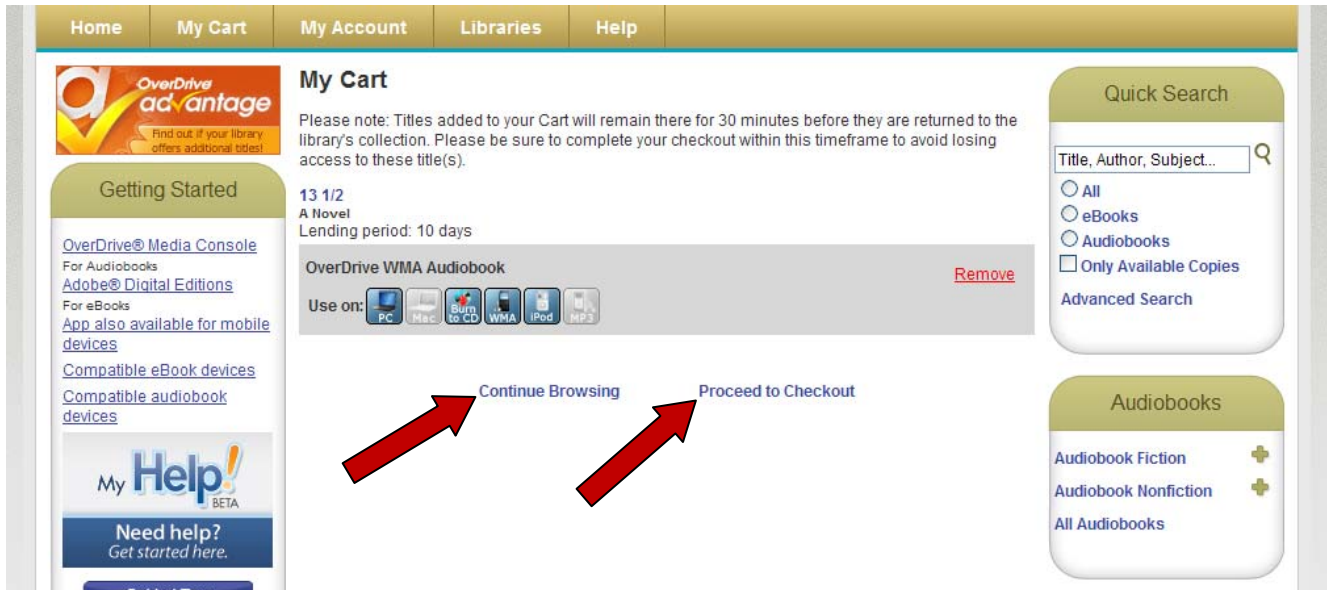 Home My Cart My Account Libraries Help
OverDrive
advantage
Find out if your library
offers additional titles!
Getting Started
OverDrive® Media Console
For Audiobooks
Adobe® Digital Editions
For eBooks
App also available for mobile
devices
Compatible eBook devices
Compatible audiobook
devices
My Help!
BETA
Need help?
Get started here.
My Cart
Please note: Titles added to your Cart will remain there for 30 minutes before they are returned to the
library's collection. Please be sure to complete your checkout within this timeframe to avoid losing
access to these title(s).
13 1/2
A Novel
Lending period: 10 days
OverDrive WMA Audiobook
Remove
Use on: PC Mac Burn to CD WMA iPod MP3
Continue Browsing Proceed to Checkout
Quick Search
Title, Author, Subject...
All
eBooks
Audiobooks
Only Available Copies
Advanced Search
Audiobooks
Audiobook Fiction
Audiobook Nonfiction
All Audiobooks